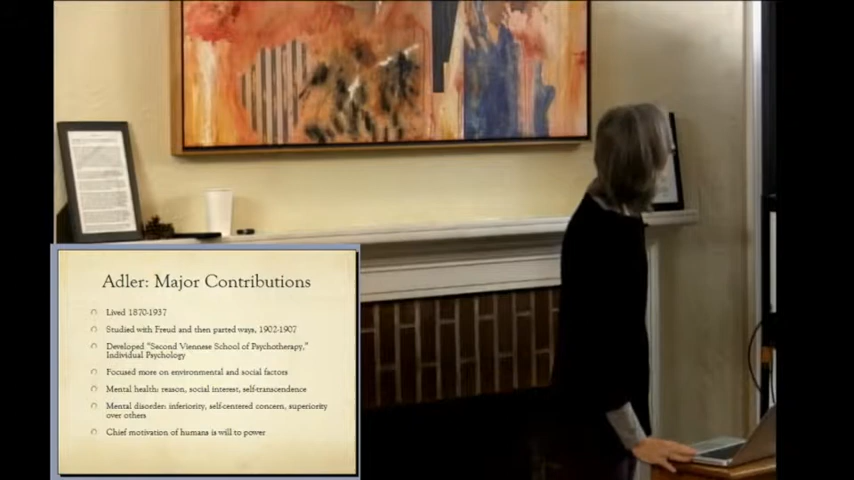 Adler: Major Contributions
Lived 1870-1937
Studied with Freud and then parted ways, 1902-1907
Developed "Second Viennese School of Psychotherapy,"
Individual Psychology
Focused more on environmental and social factors
Mental health: reason, social interest, self-transcendence
Mental disorder: inferiority, self-centered concern, superiority
over others
Chief motivation of humans is will to power